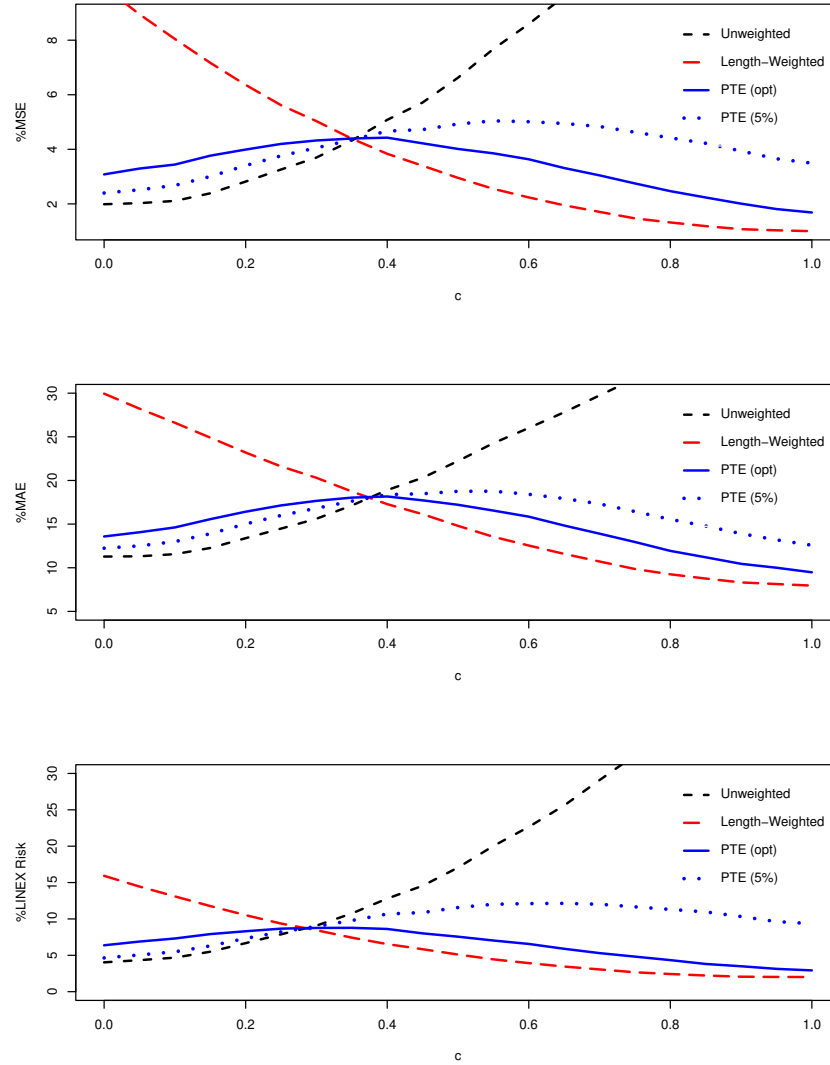 %MSE
8
6
4
2
Unweighted
Length-Weighted
PTE (opt)
PTE (5%)
0.0 0.2 0.4 0.6 0.8 1.0
c
%MAE
30
25
20
15
10
5
Unweighted
Length-Weighted
PTE (opt)
PTE (5%)
0.0 0.2 0.4 0.6 0.8 1.0
c
%LINEX Risk
30
25
20
15
10
5
0
Unweighted
Length-Weighted
PTE (opt)
PTE (5%)
0.0 0.2 0.4 0.6 0.8 1.0
c